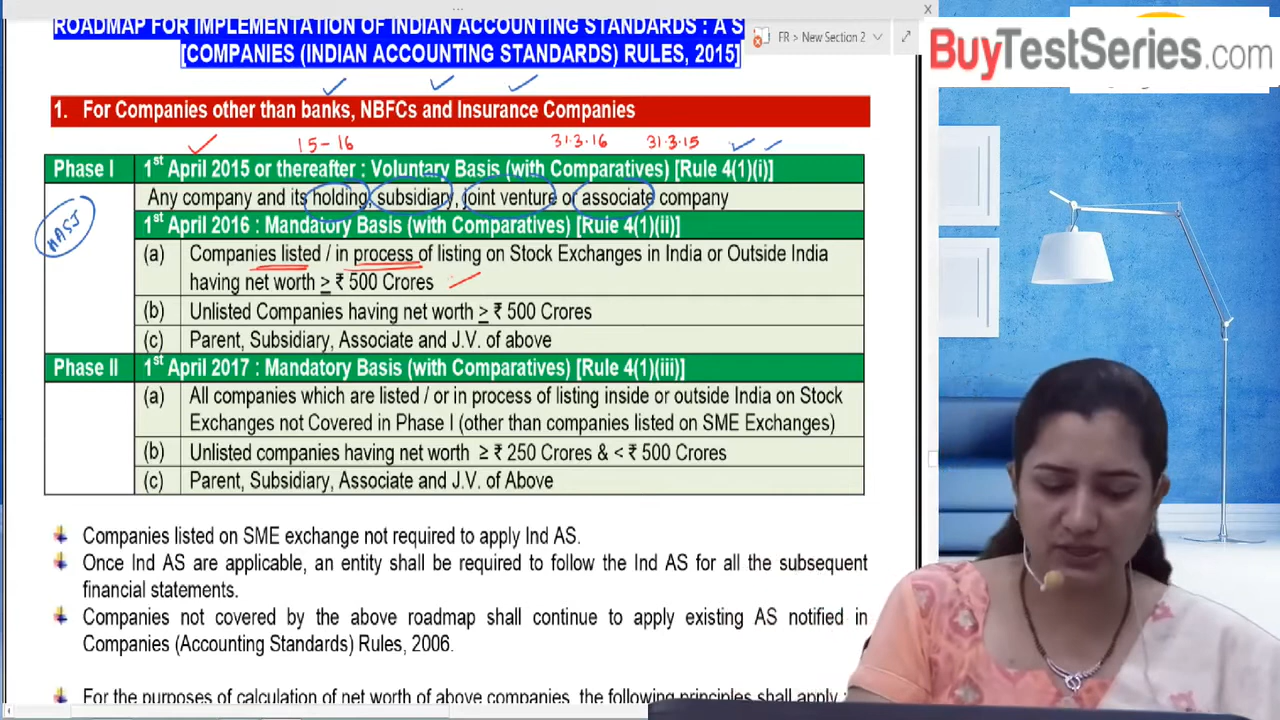 ...
ROADMAP FOR IMPLEMENTATION OF INDIAN ACCOUNTING STANDARDS : A S
[COMPANIES (INDIAN ACCOUNTING STANDARDS) RULES, 2015]
FR > New Section 2
BuyTestSeries.com
1. For Companies other than banks, NBFCs and Insurance Companies
15-16 31.3.16 31.3.15
Phase I 1st April 2015 or thereafter : Voluntary Basis (with Comparatives) [Rule 4(1)(i)]
Any company and its holding, subsidiary, joint venture or associate company
HASJ
1st April 2016 : Mandatory Basis (with Comparatives) [Rule 4(1)(ii)]
(a) Companies listed / in process of listing on Stock Exchanges in India or Outside India
having net worth ≥ ₹ 500 Crores
(b) Unlisted Companies having net worth ≥ ₹ 500 Crores
(c) Parent, Subsidiary, Associate and J.V. of above
Phase II 1st April 2017 : Mandatory Basis (with Comparatives) [Rule 4(1)(iii)]
(a) All companies which are listed / or in process of listing inside or outside India on Stock
Exchanges not Covered in Phase I (other than companies listed on SME Exchanges)
(b) Unlisted companies having net worth ≥ ₹ 250 Crores & < ₹ 500 Crores
(c) Parent, Subsidiary, Associate and J.V. of Above
Companies listed on SME exchange not required to apply Ind AS.
Once Ind AS are applicable, an entity shall be required to follow the Ind AS for all the subsequent
financial statements.
Companies not covered by the above roadmap shall continue to apply existing AS notified in
Companies (Accounting Standards) Rules, 2006.
For the purposes of calculation of net worth of above companies, the following principles shall apply :